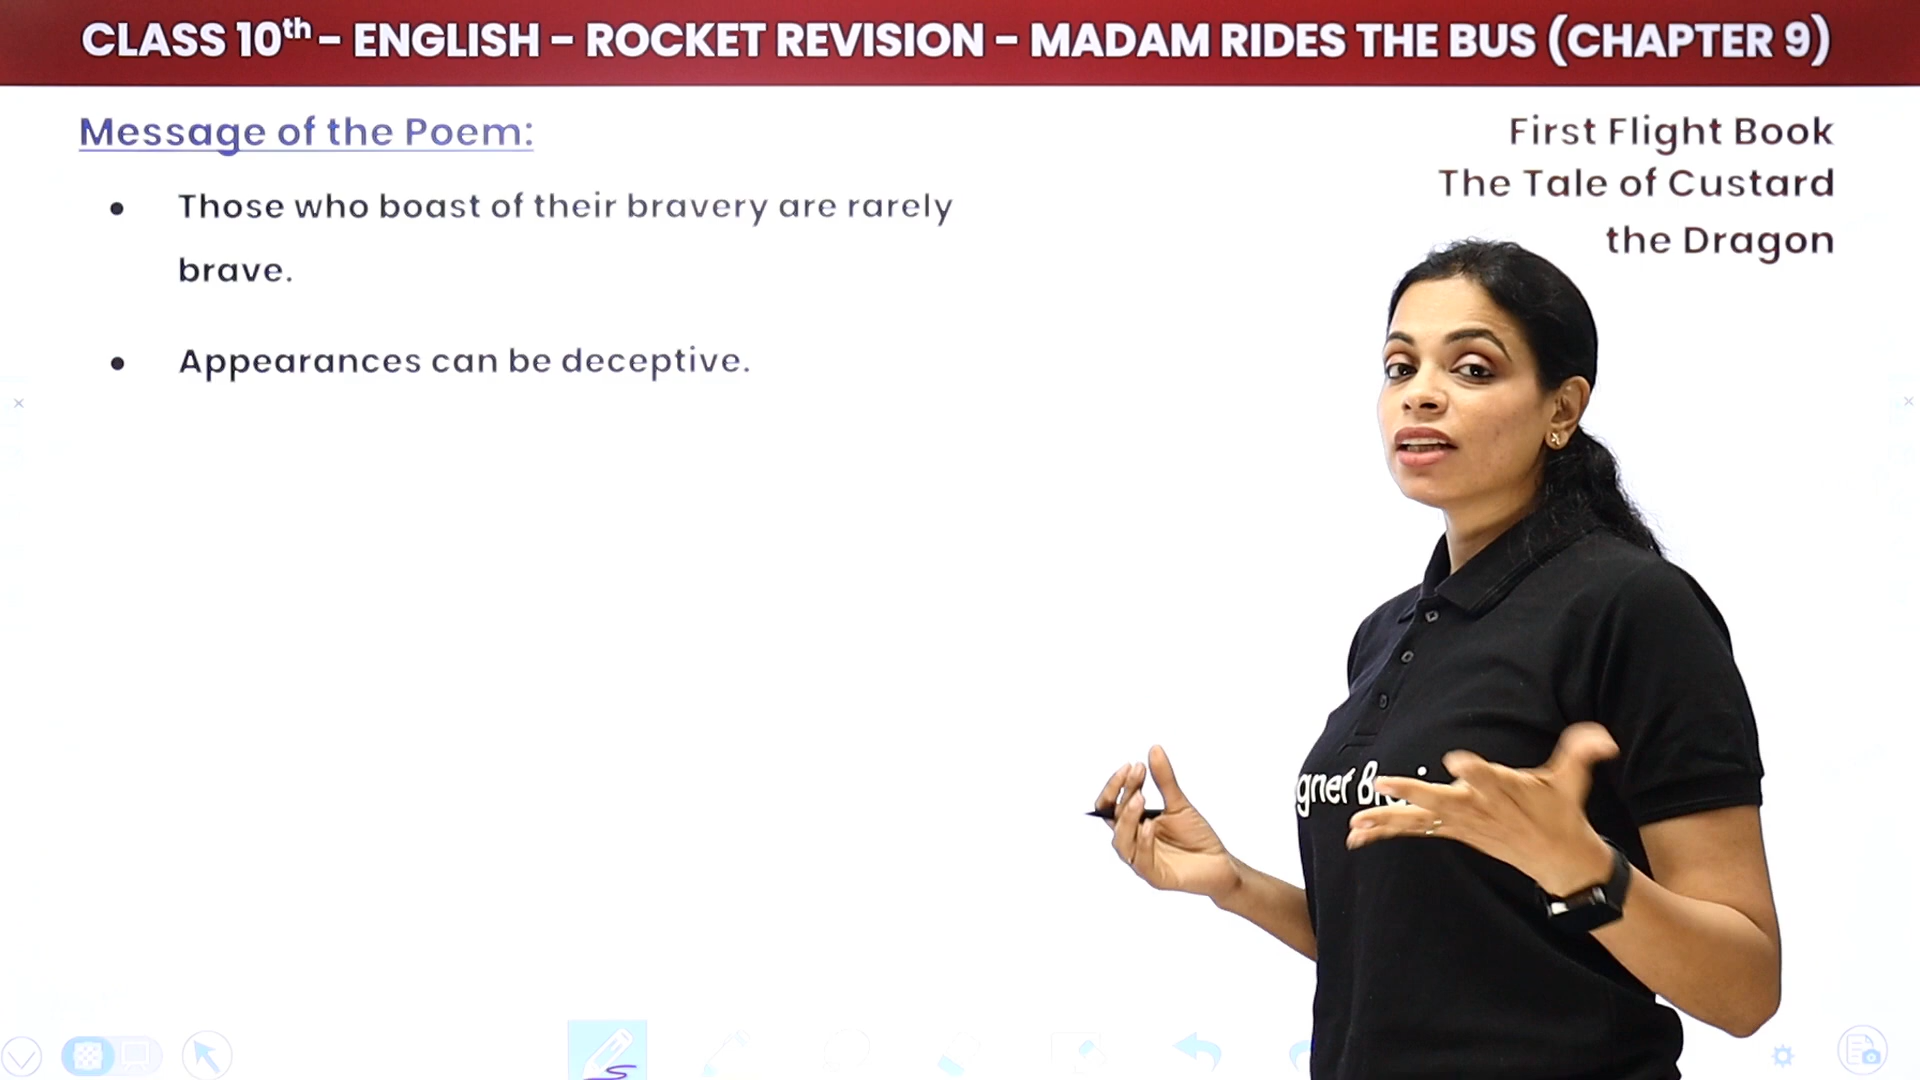 CLASS 10th - ENGLISH - ROCKET REVISION - MADAM RIDES THE BUS (CHAPTER 9)
Message of the Poem:
First Flight Book
The Tale of Custard
the Dragon
• Those who boast of their bravery are rarely
brave.
• Appearances can be deceptive.